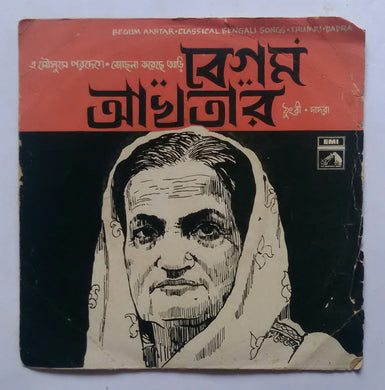 BEGUM AKHTAR • CLASSICAL BENGALI SONGS • THUMRI • DADRA
এ মৌসুমে পরদেশে • জোছনা করেছে আড়ি
বেগম
আখতার
ঠুংরী • দাদরা
EMI